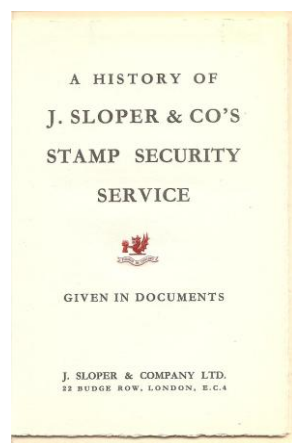 A HISTORY OF
J. SLOPER & CO'S
STAMP SECURITY
SERVICE
GIVEN IN DOCUMENTS
J. SLOPER & COMPANY LTD.
22 BUDGE ROW, LONDON, E.C.4